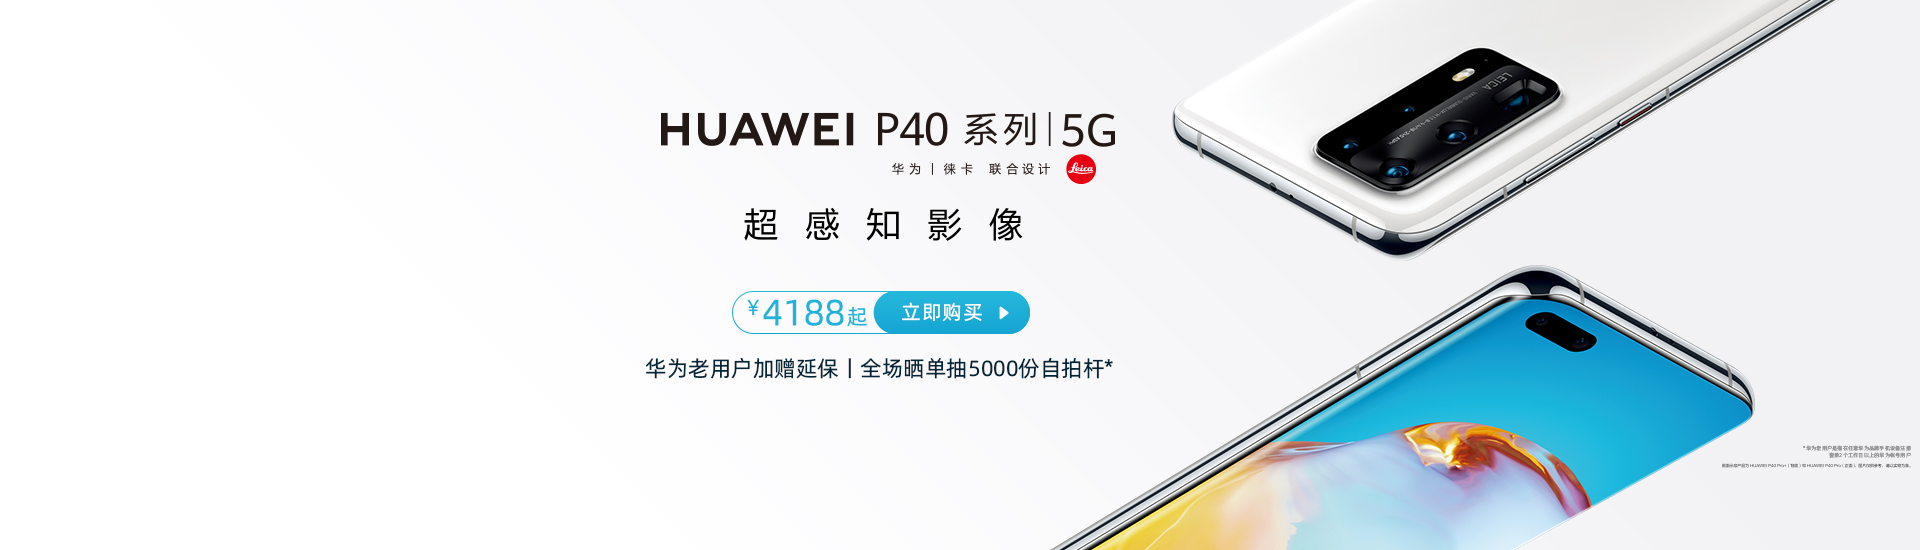 HUAWEI P40 系列 | 5G
华为 | 徕卡 联合设计 Leica
超感知影像
¥4188起 立即购买
华为老用户加赠延保 | 全场晒单抽5000份自拍杆*
LEICA